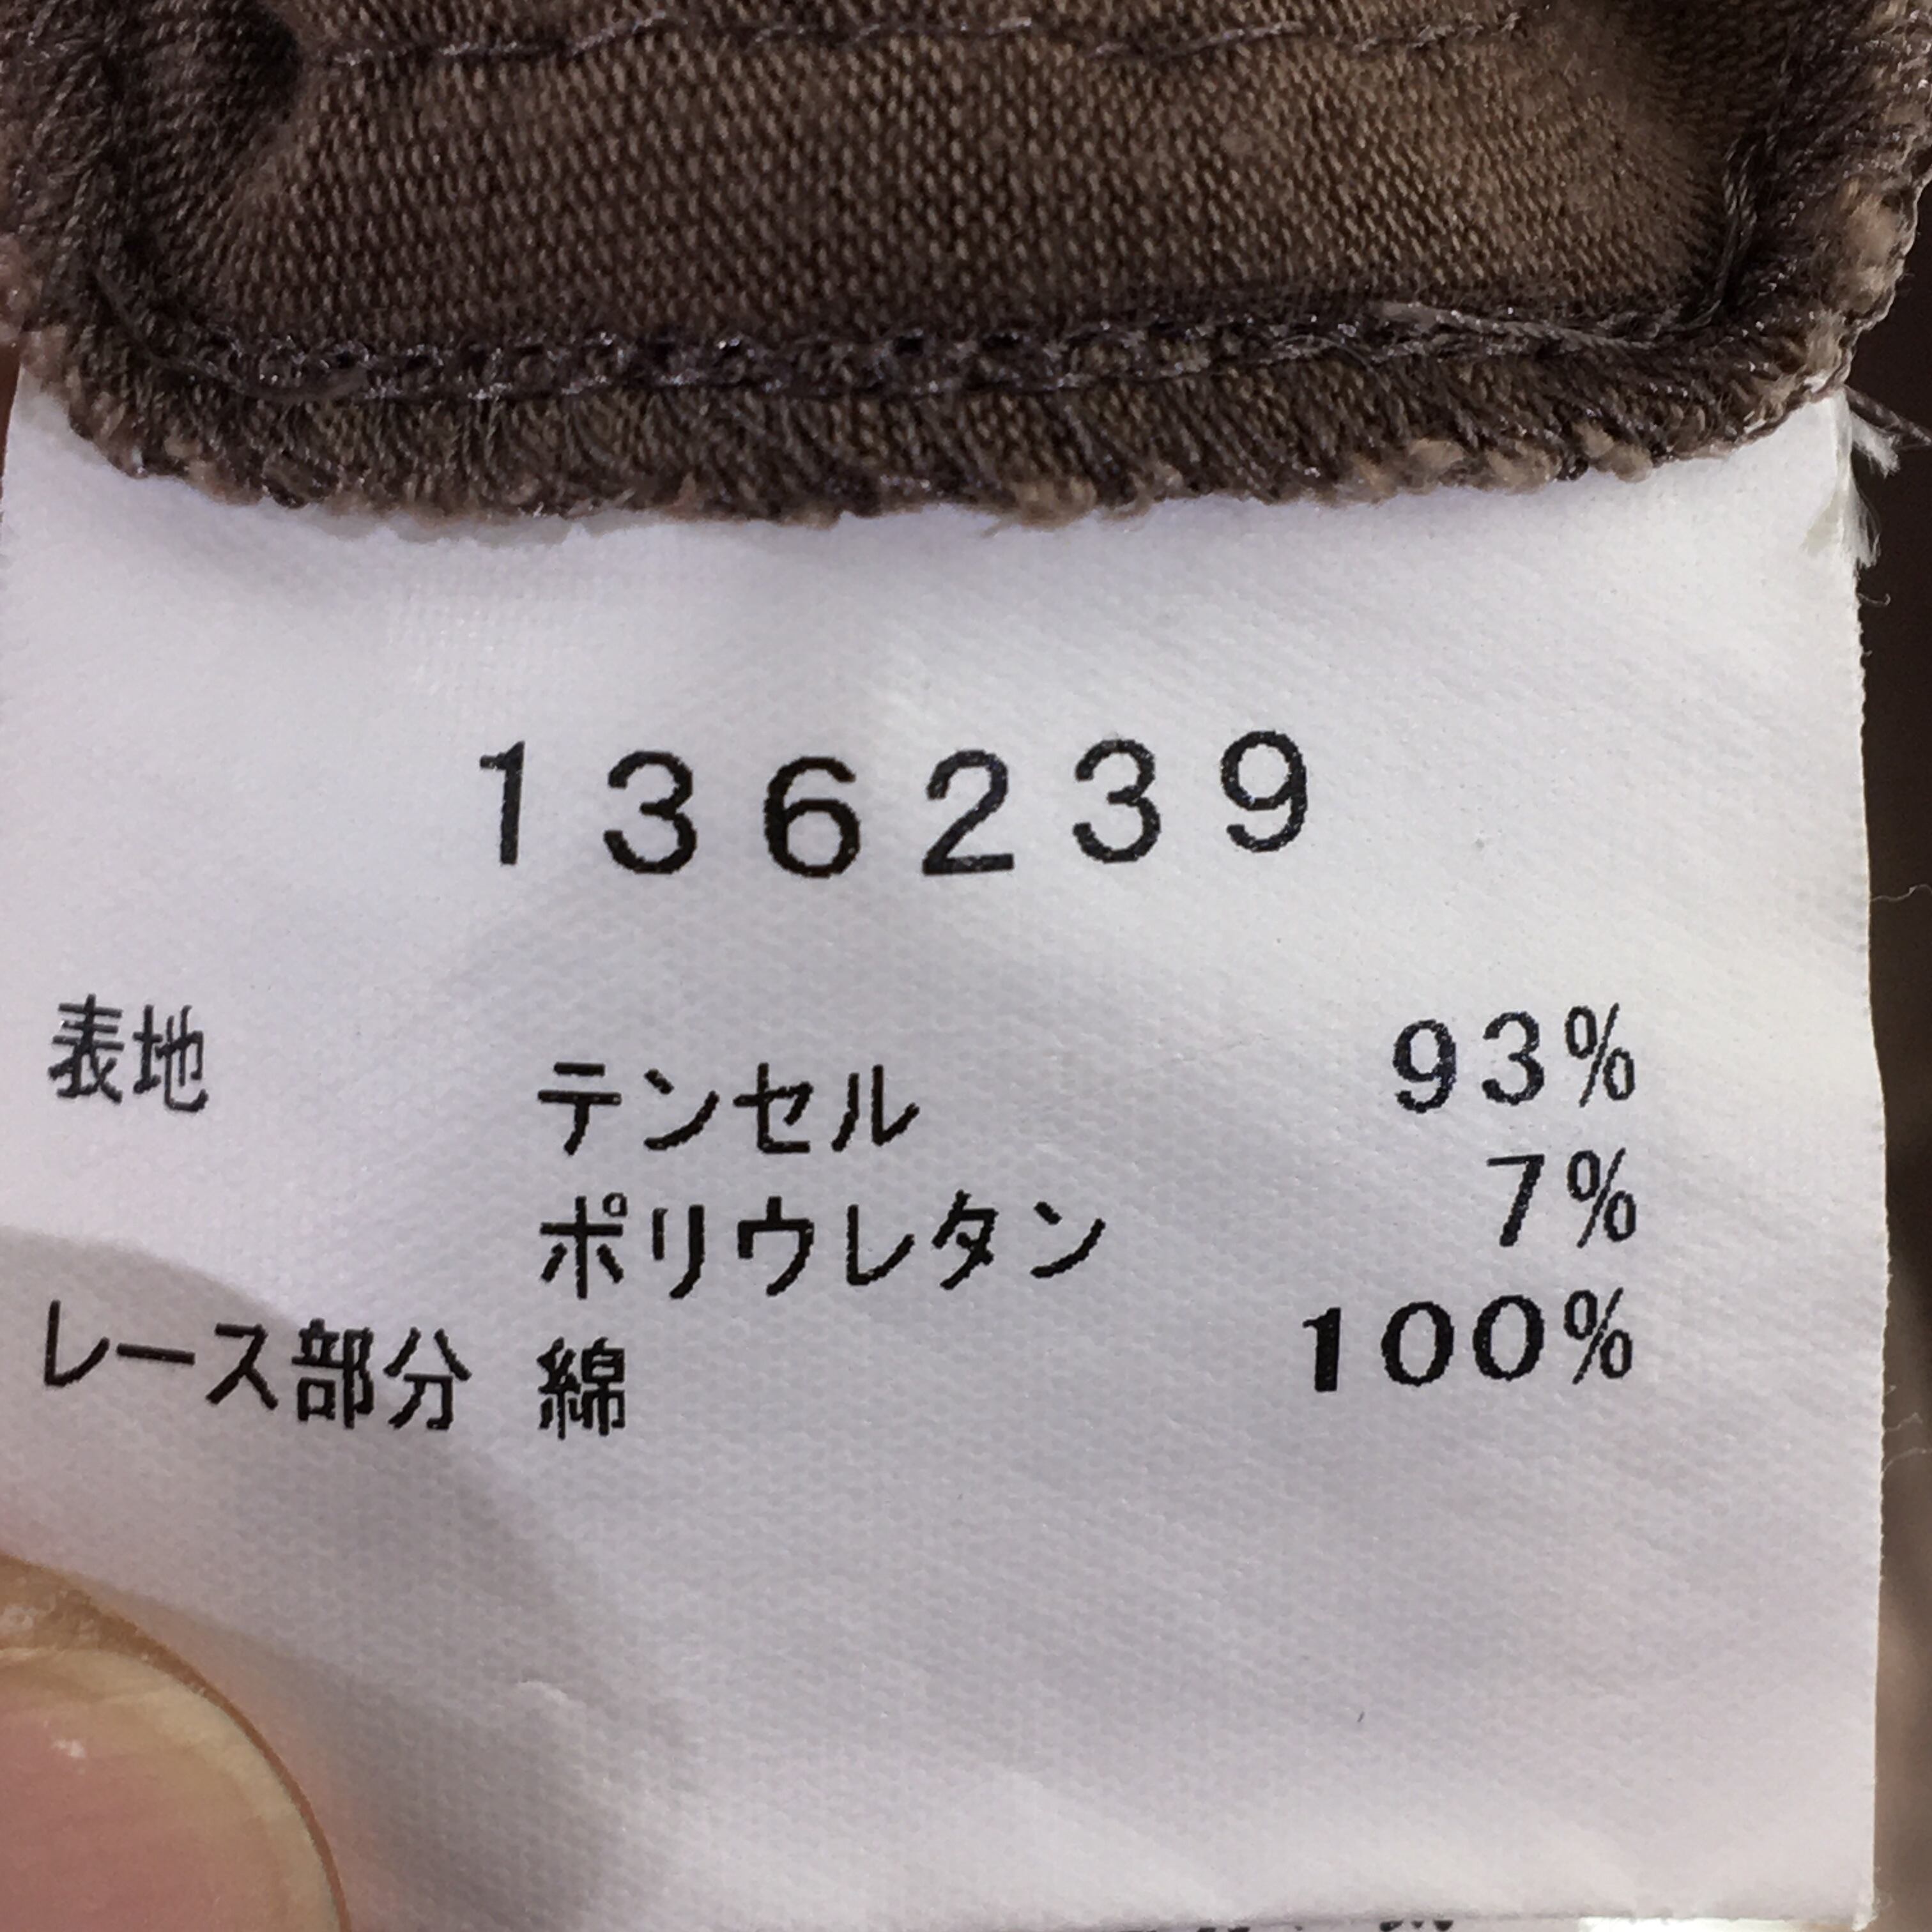 136239
表地 テンセル 93%
ポリウレタン 7%
レース部分 綿 100%